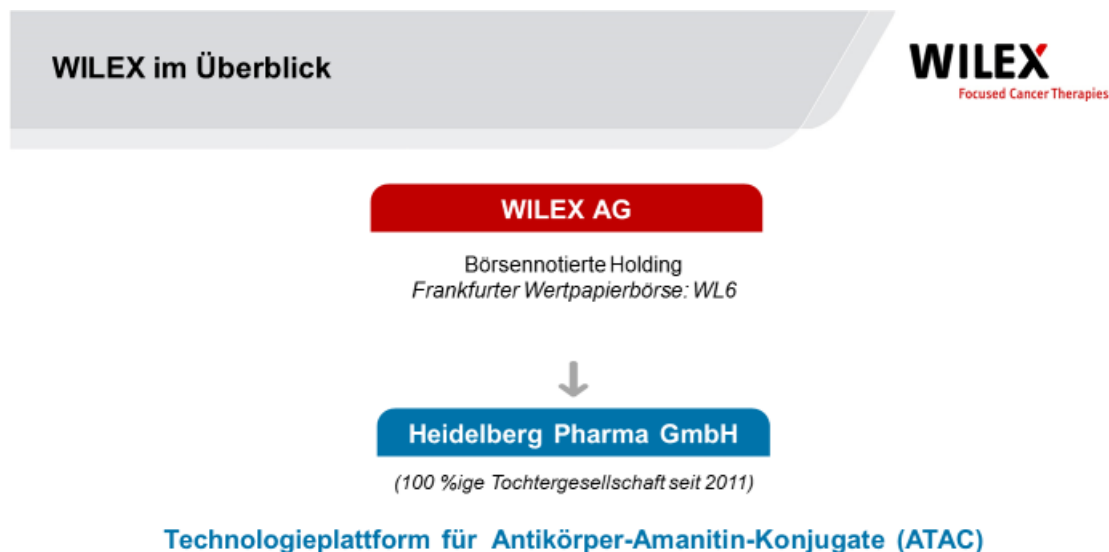 WILEX im Überblick
WILEX
Focused Cancer Therapies
WILEX AG
Börsennotierte Holding
Frankfurter Wertpapierbörse: WL6
Heidelberg Pharma GmbH
(100 %ige Tochtergesellschaft seit 2011)
Technologieplattform für Antikörper-Amanitin-Konjugate (ATAC)